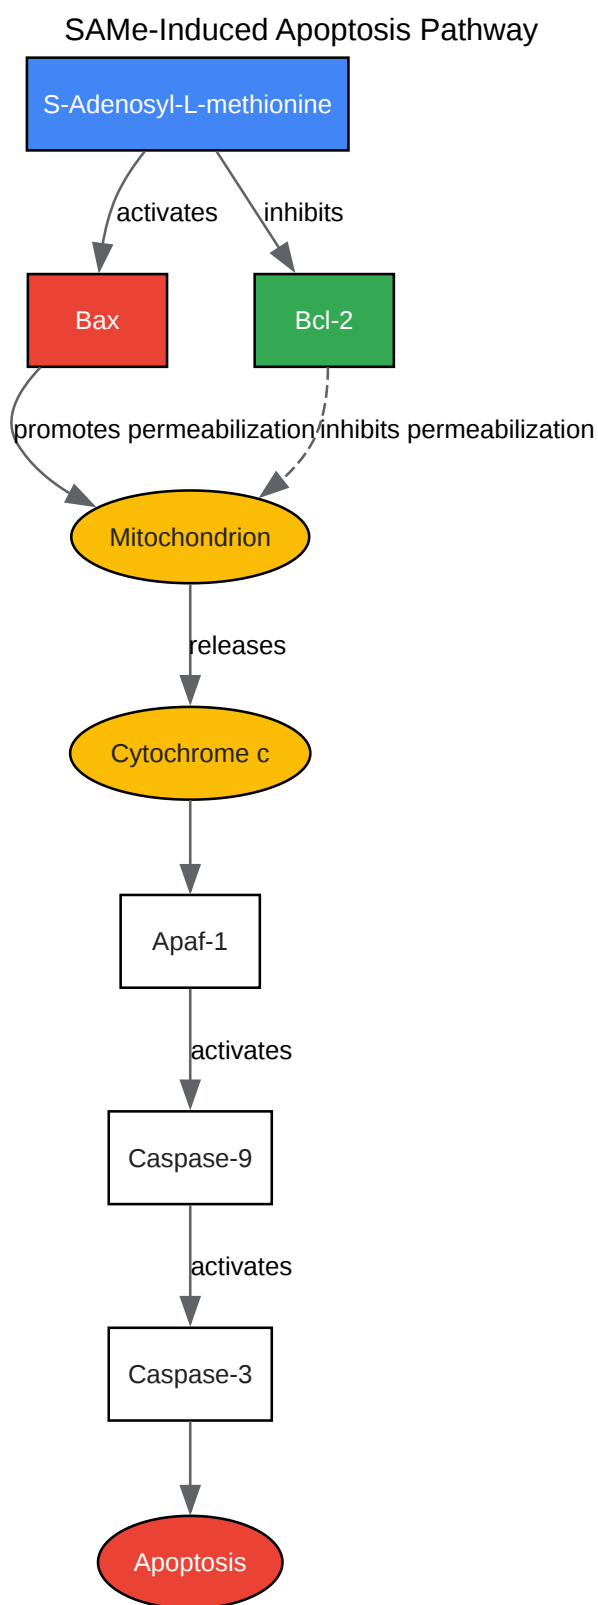 SAMe-Induced Apoptosis Pathway
S-Adenosyl-L-methionine
activates
inhibits
Bax
Bcl-2
promotes permeabilization
inhibits permeabilization
Mitochondrion
releases
Cytochrome c
Apaf-1
activates
Caspase-9
activates
Caspase-3
Apoptosis